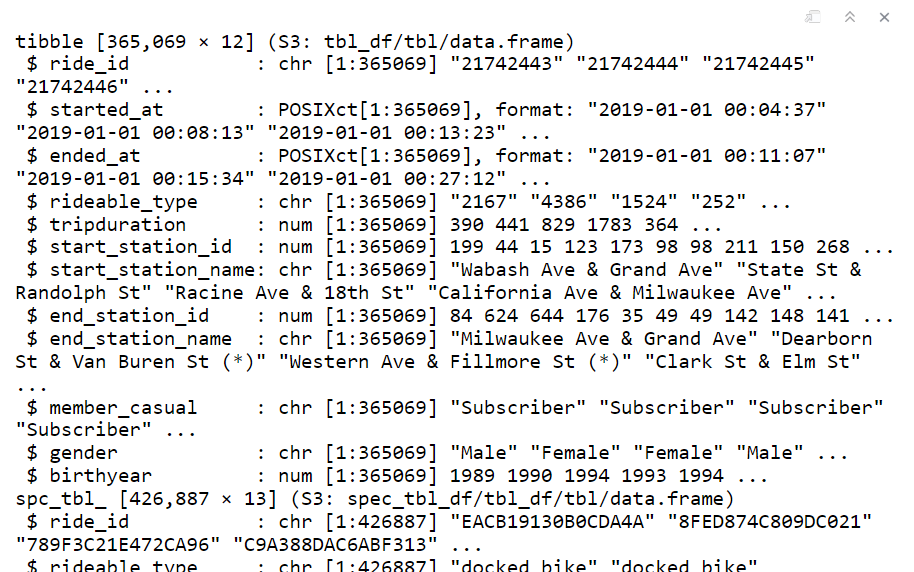 tibble [365,069 × 12] (S3: tbl_df/tbl/data.frame)
 $ ride_id           : chr [1:365069] "21742443" "21742444" "21742445"
"21742446" ...
 $ started_at        : POSIXct[1:365069], format: "2019-01-01 00:04:37"
"2019-01-01 00:08:13" "2019-01-01 00:13:23" ...
 $ ended_at          : POSIXct[1:365069], format: "2019-01-01 00:11:07"
"2019-01-01 00:15:34" "2019-01-01 00:27:12" ...
 $ rideable_type     : chr [1:365069] "2167" "4386" "1524" "252" ...
 $ tripduration      : num [1:365069] 390 441 829 1783 364 ...
 $ start_station_id  : num [1:365069] 199 44 15 123 173 98 98 211 150 268 ...
 $ start_station_name: chr [1:365069] "Wabash Ave & Grand Ave" "State St &
Randolph St" "Racine Ave & 18th St" "California Ave & Milwaukee Ave" ...
 $ end_station_id    : num [1:365069] 84 624 644 176 35 49 49 142 148 141 ...
 $ end_station_name  : chr [1:365069] "Milwaukee Ave & Grand Ave" "Dearborn
St & Van Buren St (*)" "Western Ave & Fillmore St (*)" "Clark St & Elm St"
...
 $ member_casual     : chr [1:365069] "Subscriber" "Subscriber" "Subscriber"
"Subscriber" ...
 $ gender            : chr [1:365069] "Male" "Female" "Female" "Male" ...
 $ birthyear         : num [1:365069] 1989 1990 1994 1993 1994 ...
spc_tbl_ [426,887 × 13] (S3: spec_tbl_df/tbl_df/tbl/data.frame)
 $ ride_id           : chr [1:426887] "EACB19130B0CDA4A" "8FED874C809DC021"
"789F3C21E472CA96" "C9A388DAC6ABF313" ...
 $ rideable_type     : chr [1:426887] "docked_bike" "docked_bike"